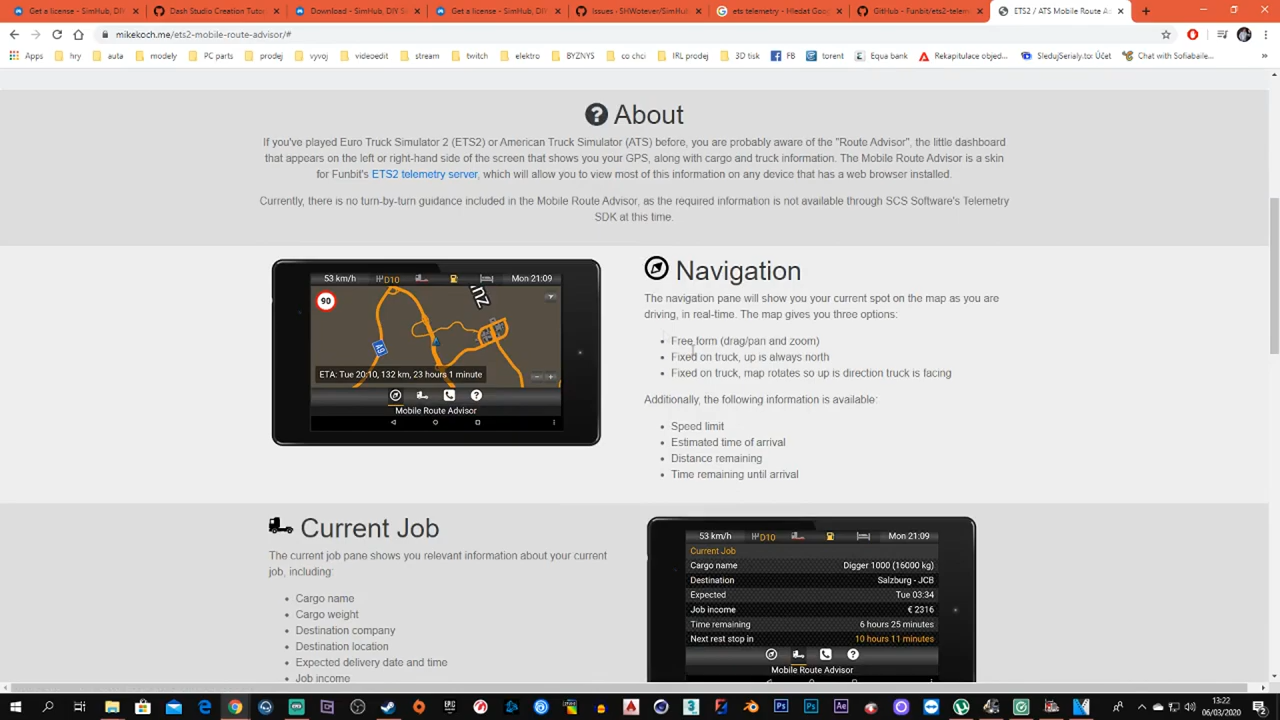 Get a license - SimHub, DIY Si
Dash Studio Creation Tutor
Download - SimHub, DIY S
Get a license - SimHub, DIY
Issues · SHWotever/SimHu
ets telemetry - Hledat Goo
GitHub - Funbit/ets2-telem
ETS2 / ATS Mobile Route A
mikekoch.me/ets2-mobile-route-advisor/#
Apps hry auta modely PC parts prodej vyvoj videoedit stream twitch elektro BYZNYS co chci IRL prodej 3D tisk FB torent Equa bank Rekapitulace objed... SledujSerialy.to: Účet Chat with Sofiabaile... »
About
If you've played Euro Truck Simulator 2 (ETS2) or American Truck Simulator (ATS) before, you are probably aware of the "Route Advisor", the little dashboard
that appears on the left or right-hand side of the screen that shows you your GPS, along with cargo and truck information. The Mobile Route Advisor is a skin
for Funbit's ETS2 telemetry server, which will allow you to view most of this information on any device that has a web browser installed.
Currently, there is no turn-by-turn guidance included in the Mobile Route Advisor, as the required information is not available through SCS Software's Telemetry
SDK at this time.
53 km/h D10 Mon 21:09
90
nz
A9
ETA: Tue 20:10, 132 km, 23 hours 1 minute
Mobile Route Advisor
Navigation
The navigation pane will show you your current spot on the map as you are
driving, in real-time. The map gives you three options:
Free form (drag/pan and zoom)
Fixed on truck, up is always north
Fixed on truck, map rotates so up is direction truck is facing
Additionally, the following information is available:
Speed limit
Estimated time of arrival
Distance remaining
Time remaining until arrival
Current Job
The current job pane shows you relevant information about your current
job, including:
Cargo name
Cargo weight
Destination company
Destination location
Expected delivery date and time
Job income
53 km/h D10 Mon 21:09
Current Job
Cargo name Digger 1000 (16000 kg)
Destination Salzburg - JCB
Expected Tue 03:34
Job income € 2316
Time remaining 6 hours 25 minutes
Next rest stop in 10 hours 11 minutes
Mobile Route Advisor
13:22
06/03/2020